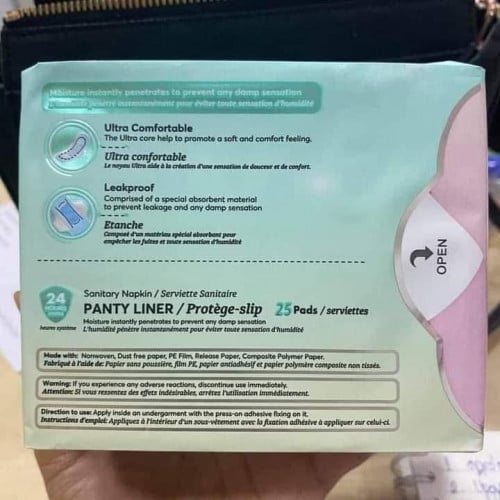 Moisture instantly penetrates to prevent any damp sensation
L'humidité pénètre instantanément pour éviter toute sensation d'humidité
Ultra Comfortable
The Ultra core help to promote a soft and comfort feeling.
Ultra confortable
Le noyau Ultra aide à la création d'une sensation de douceur et de confort.
Leakproof
Comprised of a special absorbent material
to prevent leakage and any damp sensation
Etanche
Composé d'un matériau spécial absorbant pour
empêcher les fuites et toute sensation d'humidité
OPEN
24
HOURS
heures système
Sanitary Napkin / Serviette Sanitaire
PANTY LINER / Protège-slip 25 Pads / serviettes
Moisture instantly penetrates to prevent any damp sensation
L'humidité pénètre instantanément pour éviter toute sensation d'humidité
Made with: Nonwoven, Dust free paper, PE Film, Release Paper, Composite Polymer Paper.
Fabriqué à l'aide de: Papier sans poussière, film PE, papier antiadhésif et papier polymère composite non tissés.
Warning: If you experience any adverse reactions, discontinue use immediately.
Attention: Si vous ressentez des effets indésirables, arrêtez l'utilisation immédiatement.
Direction to use: Apply inside an undergarment with the press-on adhesive fixing on it.
Instructions d'emploi: Appliquez à l'intérieur d'un sous-vêtement avec la fixation adhésive à appliquer sur celui-ci.